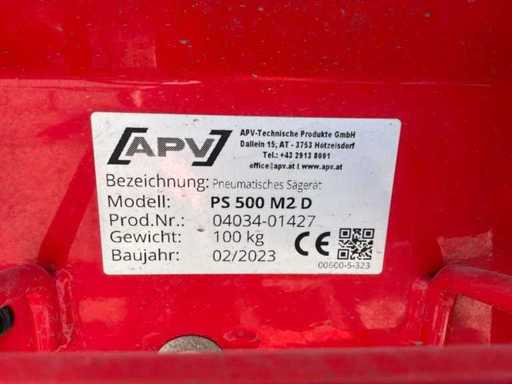 APV
APV-Technische Produkte GmbH
Dallein 15; AT - 3753 Hötzelsdorf
Tel.: +43 2913 8001
office@apv.at I www.apv.at
Bezeichnung: Pneumatisches Sägerät
Modell: PS 500 M2 D
Prod.Nr.: 04034-01427
Gewicht: 100 kg
Baujahr: 02/2023
CE
00600-5-323